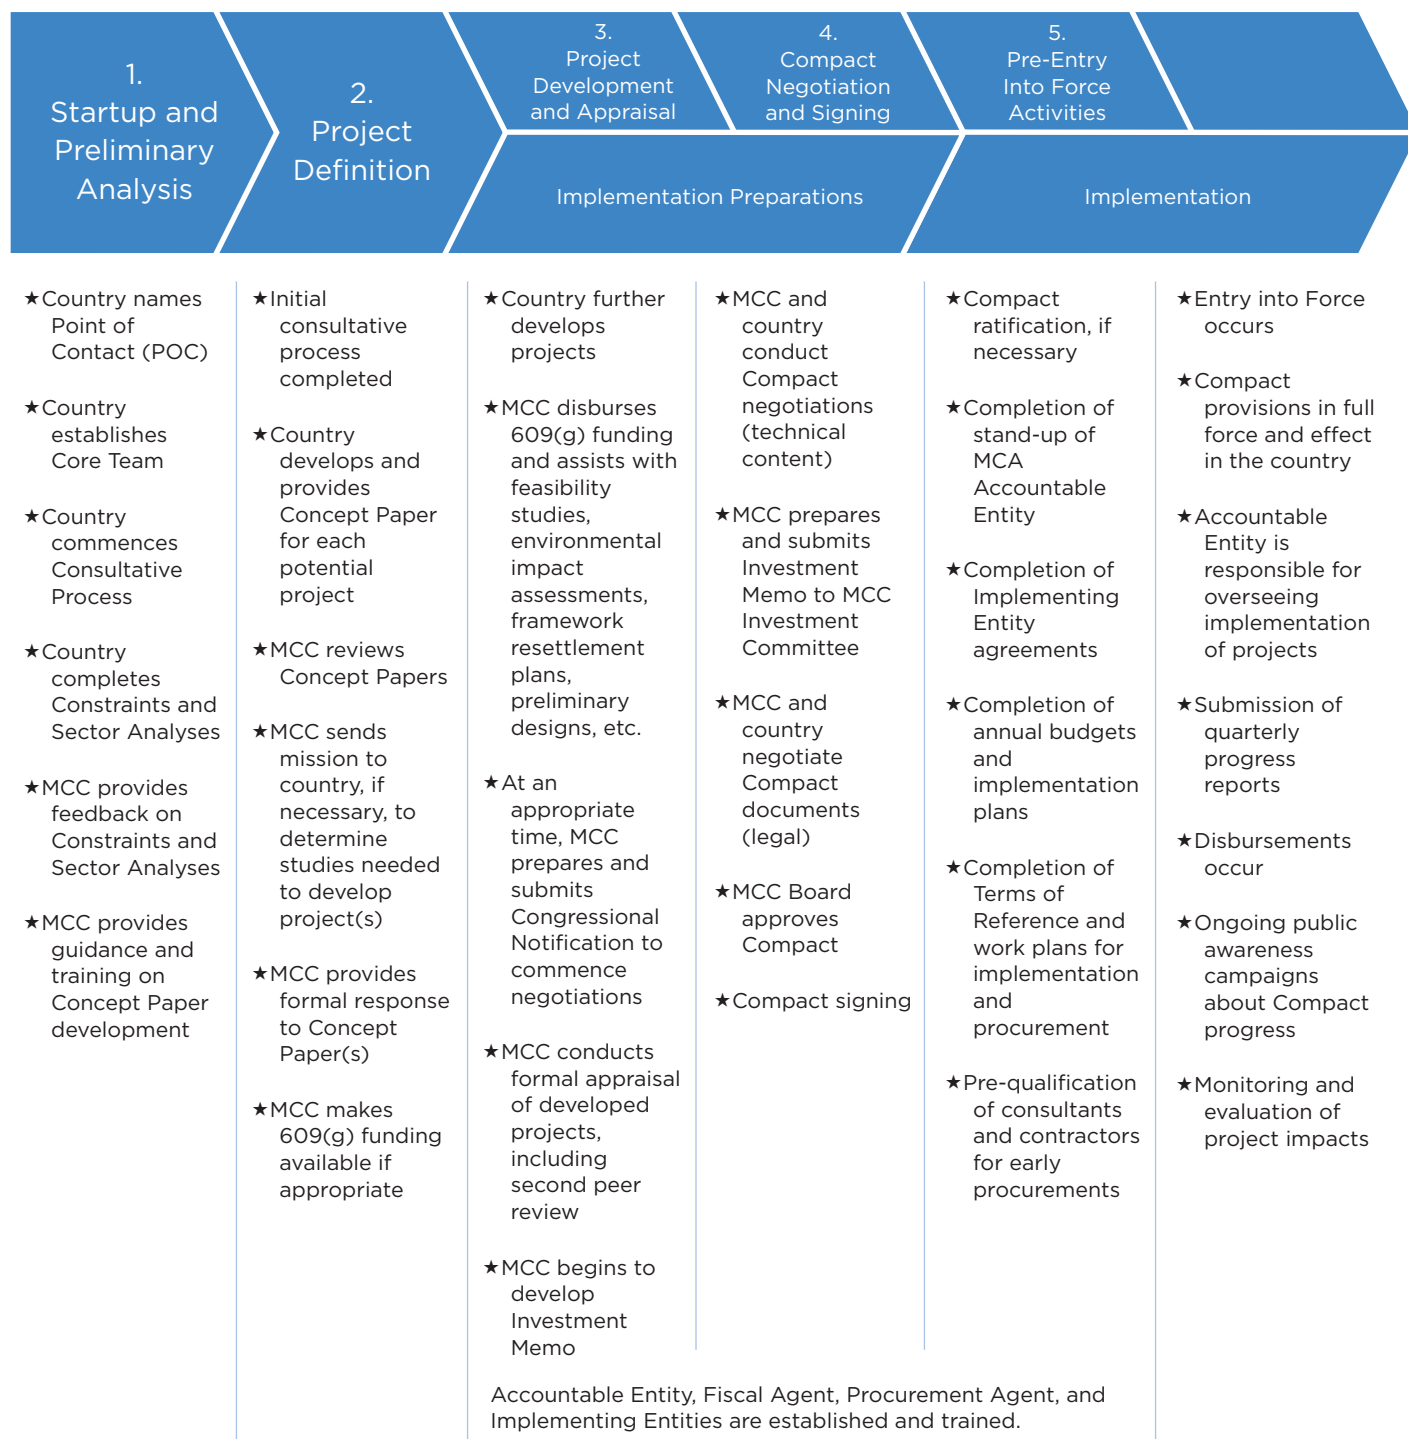 1.
Startup and
Preliminary
Analysis
2.
Project
Definition
3.
Project
Development
and Appraisal
4.
Compact
Negotiation
and Signing
5.
Pre-Entry
Into Force
Activities
Implementation Preparations
Implementation
★Country names
Point of
Contact (POC)
★Country
establishes
Core Team
★Country
commences
Consultative
Process
★Country
completes
Constraints and
Sector Analyses
★MCC provides
feedback on
Constraints and
Sector Analyses
★MCC provides
guidance and
training on
Concept Paper
development
★Initial
consultative
process
completed
★Country
develops and
provides
Concept Paper
for each
potential
project
★MCC reviews
Concept Papers
★MCC sends
mission to
country, if
necessary, to
determine
studies needed
to develop
project(s)
★MCC provides
formal response
to Concept
Paper(s)
★MCC makes
609(g) funding
available if
appropriate
★Country further
develops
projects
★MCC disburses
609(g) funding
and assists with
feasibility
studies,
environmental
impact
assessments,
framework
resettlement
plans,
preliminary
designs, etc.
★At an
appropriate
time, MCC
prepares and
submits
Congressional
Notification to
commence
negotiations
★MCC conducts
formal appraisal
of developed
projects,
including
second peer
review
★MCC begins to
develop
Investment
Memo
★MCC and
country
conduct
Compact
negotiations
(technical
content)
★MCC prepares
and submits
Investment
Memo to MCC
Investment
Committee
★MCC and
country
negotiate
Compact
documents
(legal)
★MCC Board
approves
Compact
★Compact signing
★Compact
ratification, if
necessary
★Completion of
stand-up of
MCA
Accountable
Entity
★Completion of
Implementing
Entity
agreements
★Completion of
annual budgets
and
implementation
plans
★Completion of
Terms of
Reference and
work plans for
implementation
and
procurement
★Pre-qualification
of consultants
and contractors
for early
procurements
★Entry into Force
occurs
★Compact
provisions in full
force and effect
in the country
★Accountable
Entity is
responsible for
overseeing
implementation
of projects
★Submission of
quarterly
progress
reports
★Disbursements
occur
★Ongoing public
awareness
campaigns
about Compact
progress
★Monitoring and
evaluation of
project impacts
Accountable Entity, Fiscal Agent, Procurement Agent, and
Implementing Entities are established and trained.